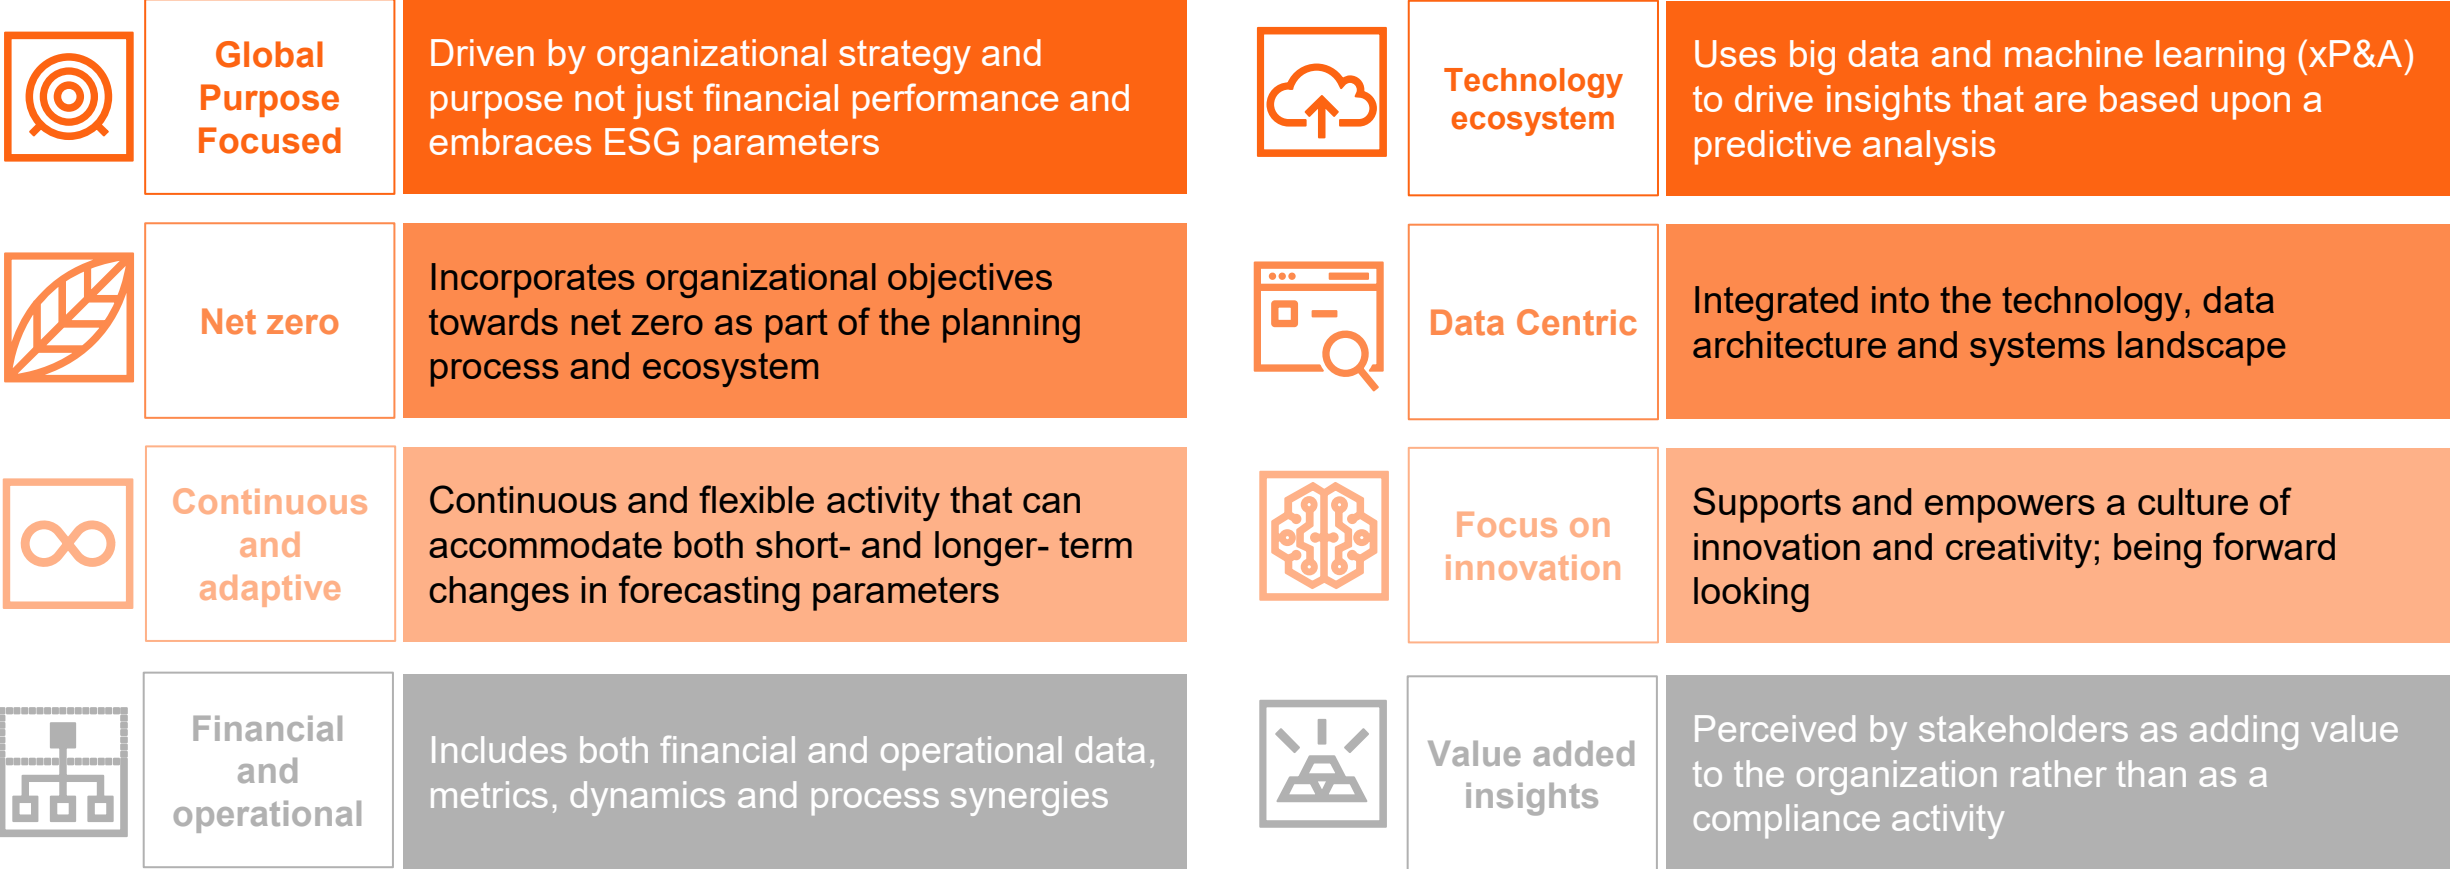 Global
Purpose
Focused
Driven by organizational strategy and
purpose not just financial performance and
embraces ESG parameters
Net zero
Incorporates organizational objectives
towards net zero as part of the planning
process and ecosystem
Continuous
and
adaptive
Continuous and flexible activity that can
accommodate both short- and longer- term
changes in forecasting parameters
Financial
and
operational
Includes both financial and operational data,
metrics, dynamics and process synergies
Technology
ecosystem
Uses big data and machine learning (xP&A)
to drive insights that are based upon a
predictive analysis
Data Centric
Integrated into the technology, data
architecture and systems landscape
Focus on
innovation
Supports and empowers a culture of
innovation and creativity; being forward
looking
Value added
insights
Perceived by stakeholders as adding value
to the organization rather than as a
compliance activity